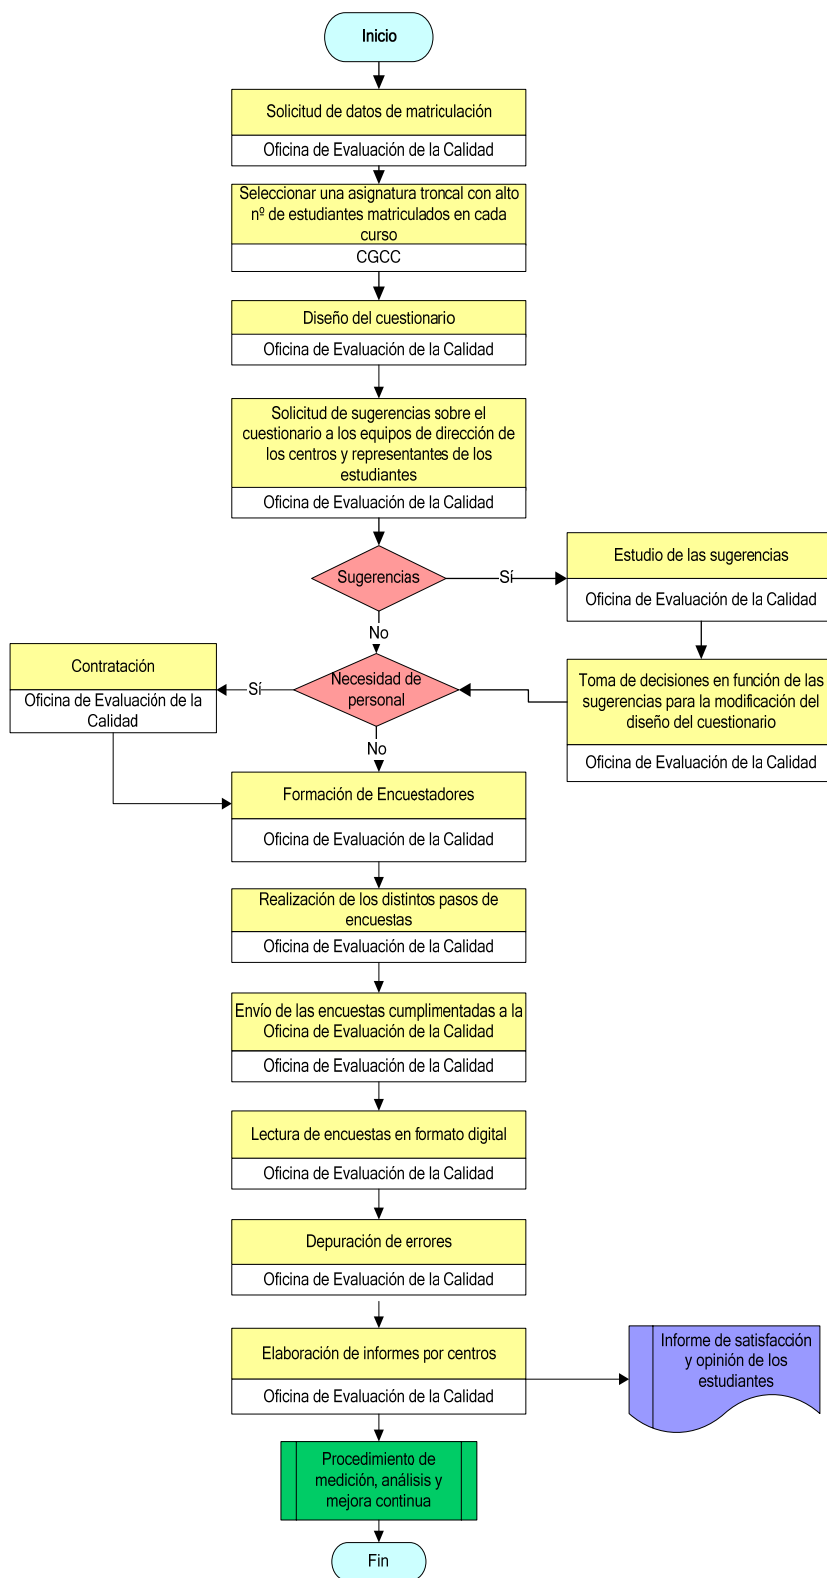 Inicio
Solicitud de datos de matriculación
Oficina de Evaluación de la Calidad
Seleccionar una asignatura troncal con alto
nº de estudiantes matriculados en cada
curso
CGCC
Diseño del cuestionario
Oficina de Evaluación de la Calidad
Solicitud de sugerencias sobre el
cuestionario a los equipos de dirección de
los centros y representantes de los
estudiantes
Oficina de Evaluación de la Calidad
Sugerencias
Sí
Estudio de las sugerencias
Oficina de Evaluación de la Calidad
No
Toma de decisiones en función de las
sugerencias para la modificación del
diseño del cuestionario
Oficina de Evaluación de la Calidad
Necesidad de
personal
Sí
Contratación
Oficina de Evaluación de la
Calidad
No
Formación de Encuestadores
Oficina de Evaluación de la Calidad
Realización de los distintos pasos de
encuestas
Oficina de Evaluación de la Calidad
Envío de las encuestas cumplimentadas a la
Oficina de Evaluación de la Calidad
Oficina de Evaluación de la Calidad
Lectura de encuestas en formato digital
Oficina de Evaluación de la Calidad
Depuración de errores
Oficina de Evaluación de la Calidad
Elaboración de informes por centros
Oficina de Evaluación de la Calidad
Informe de satisfacción
y opinión de los
estudiantes
Procedimiento de
medición, análisis y
mejora continua
Fin